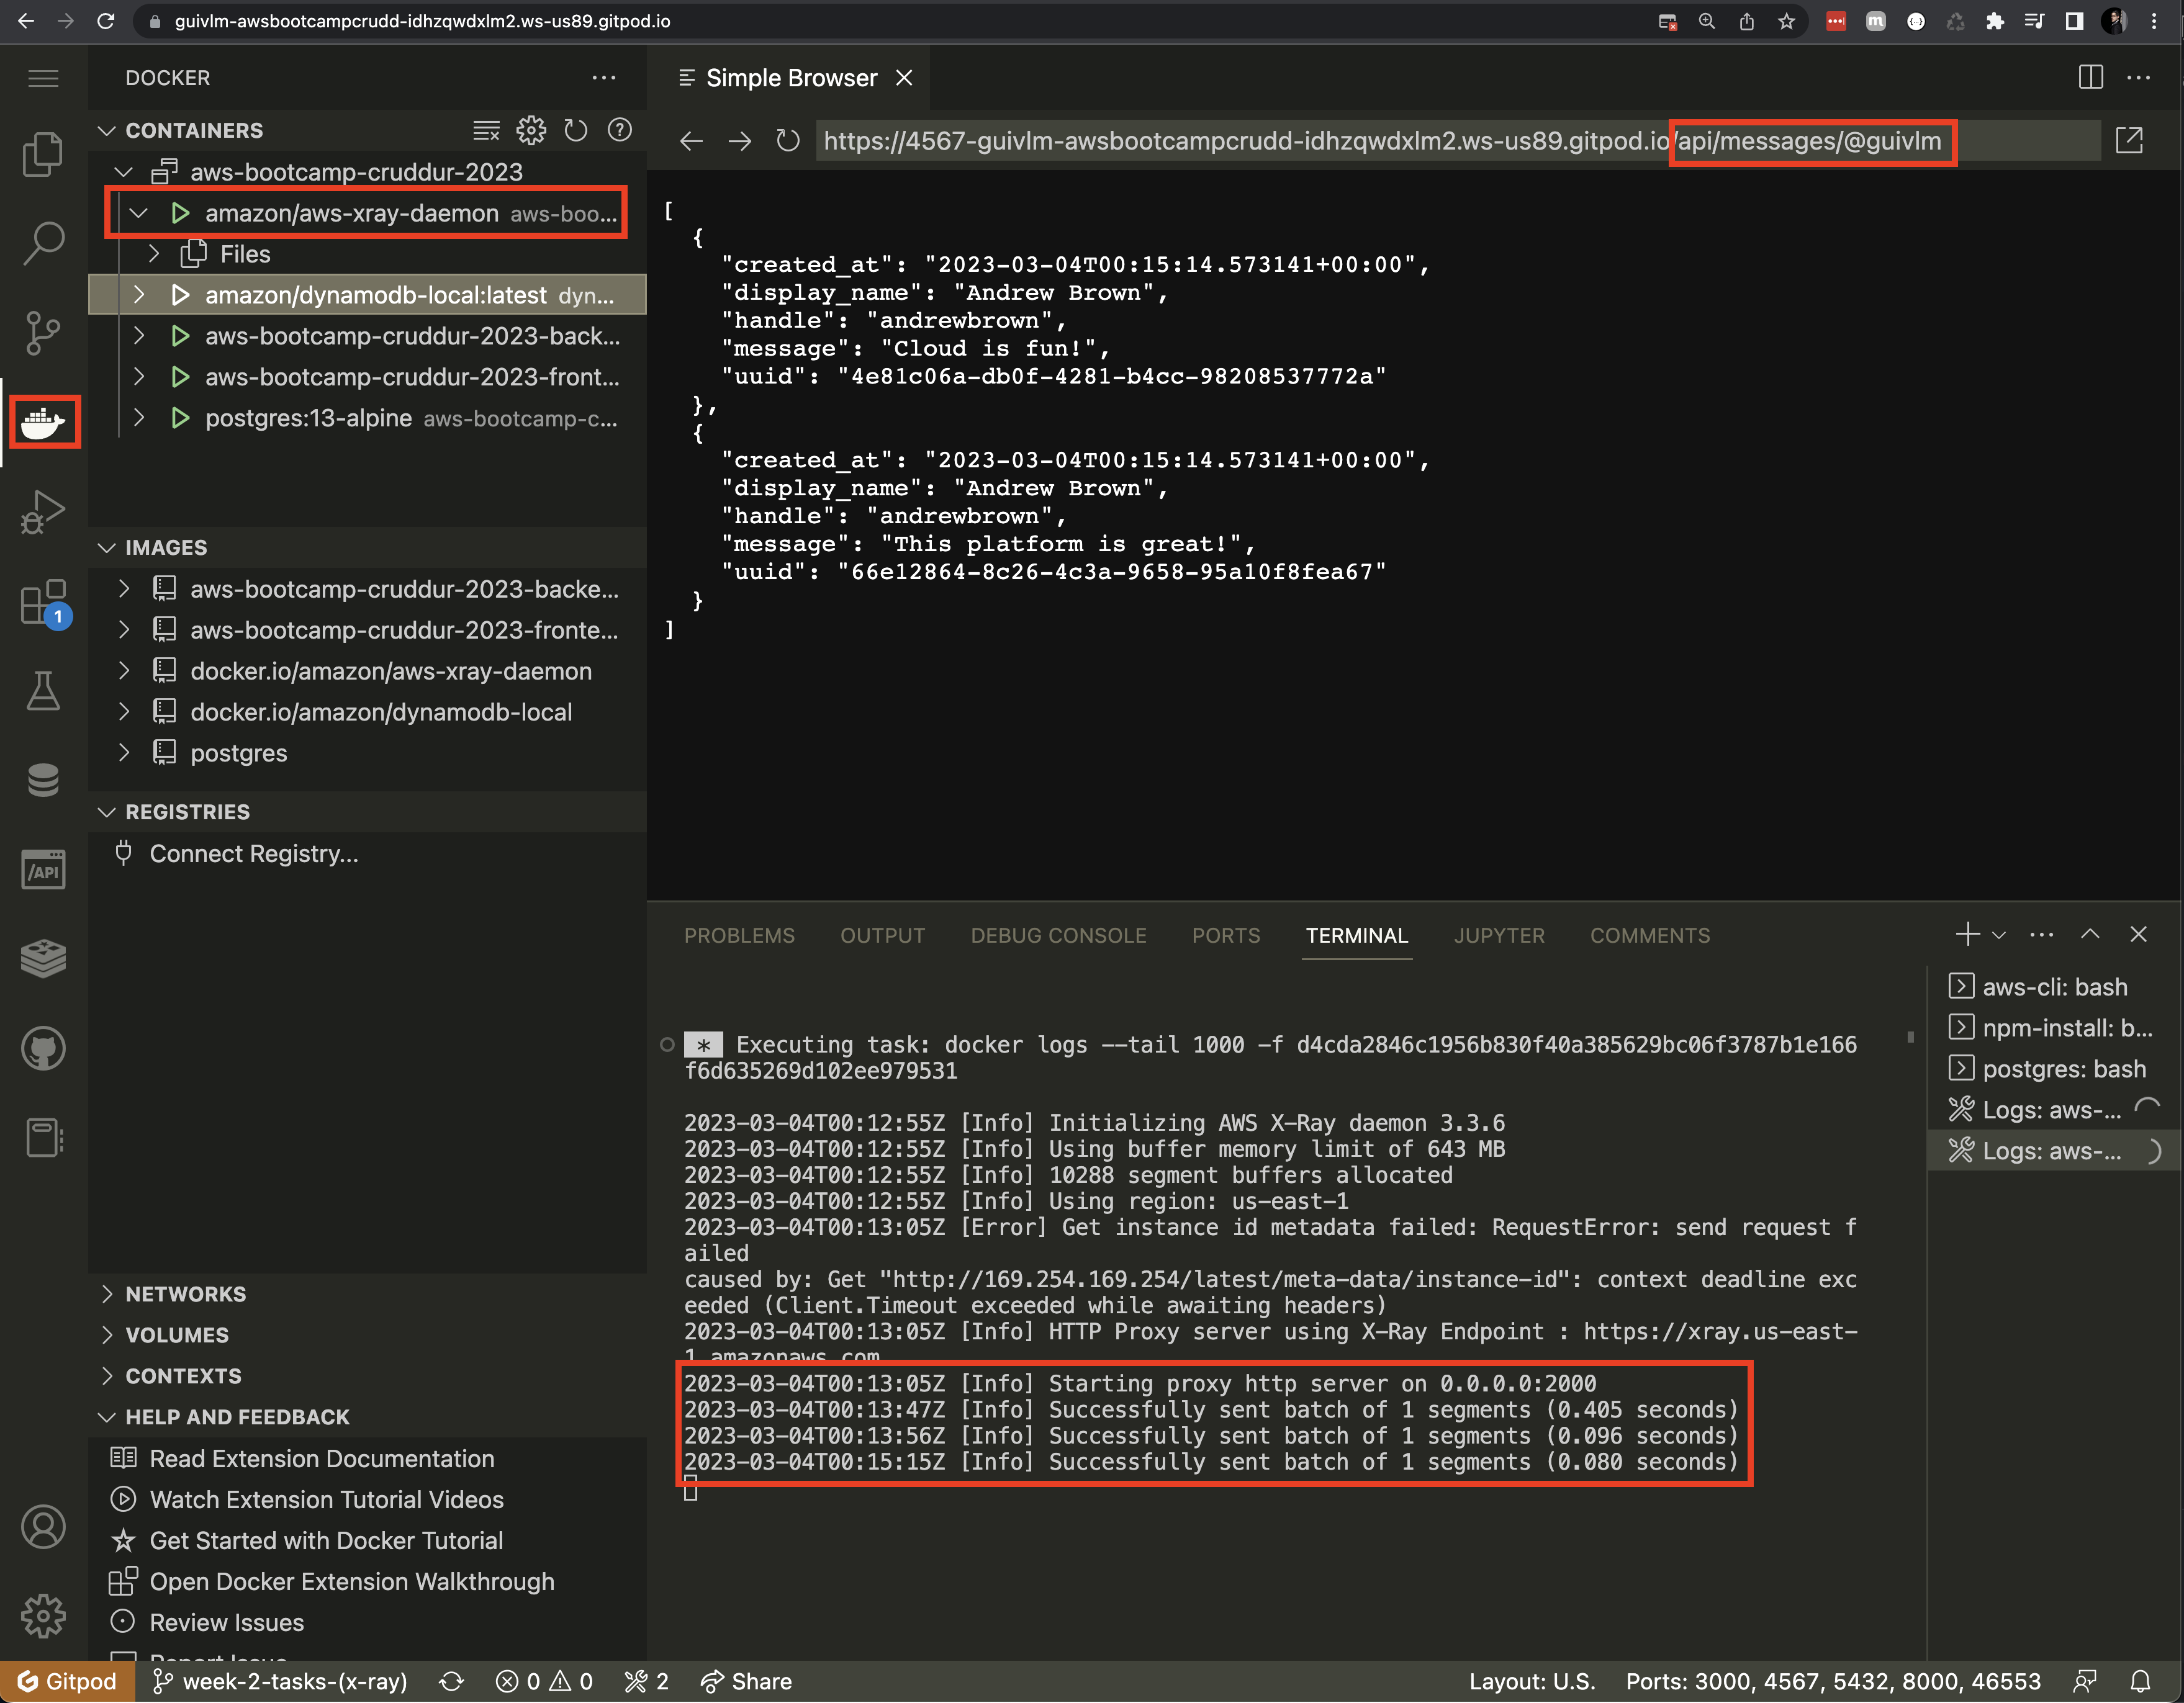 guivlm-awsbootcampcrudd-idhzqwdxlm2.ws-us89.gitpod.io
DOCKER
CONTAINERS
aws-bootcamp-cruddur-2023
amazon/aws-xray-daemon aws-boo...
Files
amazon/dynamodb-local:latest dyn...
aws-bootcamp-cruddur-2023-back...
aws-bootcamp-cruddur-2023-front...
postgres:13-alpine aws-bootcamp-c...
1
IMAGES
aws-bootcamp-cruddur-2023-backe...
aws-bootcamp-cruddur-2023-fronte...
docker.io/amazon/aws-xray-daemon
docker.io/amazon/dynamodb-local
postgres
REGISTRIES
Connect Registry...
/API
NETWORKS
VOLUMES
CONTEXTS
HELP AND FEEDBACK
Read Extension Documentation
Watch Extension Tutorial Videos
Get Started with Docker Tutorial
Open Docker Extension Walkthrough
Review Issues
Report Issue
Simple Browser
https://4567-guivlm-awsbootcampcrudd-idhzqwdxlm2.ws-us89.gitpod.io/api/messages/@guivlm
[
{
"created_at": "2023-03-04T00:15:14.573141+00:00",
"display_name": "Andrew Brown",
"handle": "andrewbrown",
"message": "Cloud is fun!",
"uuid": "4e81c06a-db0f-4281-b4cc-98208537772a"
},
{
"created_at": "2023-03-04T00:15:14.573141+00:00",
"display_name": "Andrew Brown",
"handle": "andrewbrown",
"message": "This platform is great!",
"uuid": "66e12864-8c26-4c3a-9658-95a10f8fea67"
}
]
PROBLEMS OUTPUT DEBUG CONSOLE PORTS TERMINAL JUPYTER COMMENTS
* Executing task: docker logs --tail 1000 -f d4cda2846c1956b830f40a385629bc06f3787b1e166
f6d635269d102ee979531
2023-03-04T00:12:55Z [Info] Initializing AWS X-Ray daemon 3.3.6
2023-03-04T00:12:55Z [Info] Using buffer memory limit of 643 MB
2023-03-04T00:12:55Z [Info] 10288 segment buffers allocated
2023-03-04T00:12:55Z [Info] Using region: us-east-1
2023-03-04T00:13:05Z [Error] Get instance id metadata failed: RequestError: send request f
ailed
caused by: Get "http://169.254.169.254/latest/meta-data/instance-id": context deadline exc
eeded (Client.Timeout exceeded while awaiting headers)
2023-03-04T00:13:05Z [Info] HTTP Proxy server using X-Ray Endpoint : https://xray.us-east-
1.amazonaws.com
2023-03-04T00:13:05Z [Info] Starting proxy http server on 0.0.0.0:2000
2023-03-04T00:13:47Z [Info] Successfully sent batch of 1 segments (0.405 seconds)
2023-03-04T00:13:56Z [Info] Successfully sent batch of 1 segments (0.096 seconds)
2023-03-04T00:15:15Z [Info] Successfully sent batch of 1 segments (0.080 seconds)
aws-cli: bash
npm-install: b...
postgres: bash
Logs: aws-...
Logs: aws-...
Gitpod week-2-tasks-(x-ray) 0 0 2 Share Layout: U.S. Ports: 3000, 4567, 5432, 8000, 46553